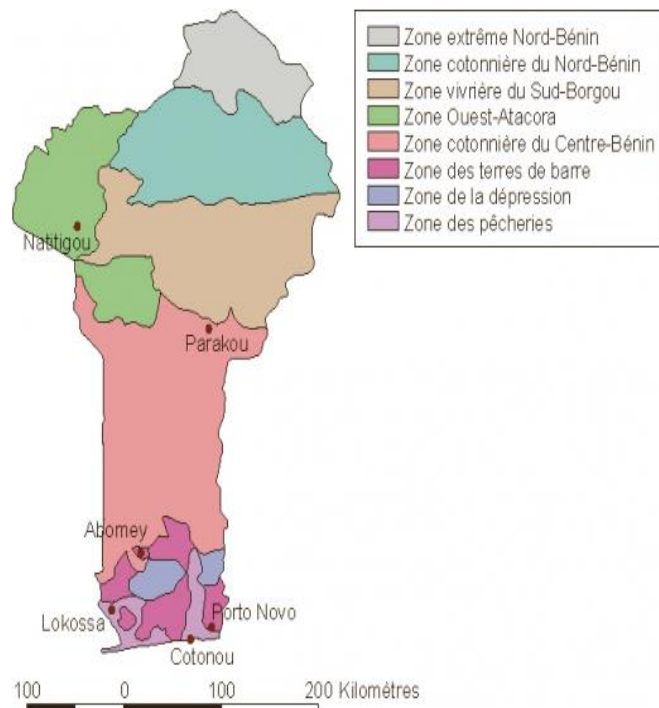 Zone extrême Nord-Bénin
Zone cotonnière du Nord-Bénin
Zone vivrière du Sud-Borgou
Zone Ouest-Atacora
Zone cotonnière du Centre-Bénin
Zone des terres de barre
Zone de la dépression
Zone des pêcheries
Natitigou
Parakou
Abomey
Lokossa
Porto Novo
Cotonou
100 0 100 200 Kilométres